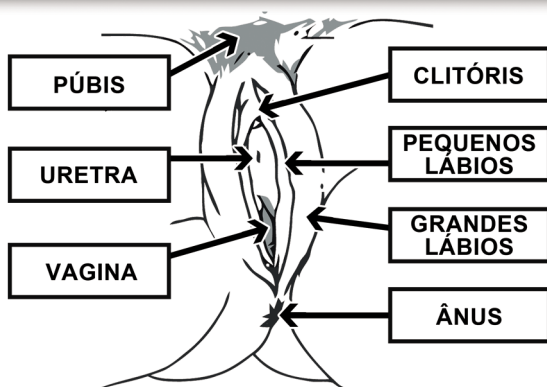 PÚBIS
URETRA
VAGINA
CLITÓRIS
PEQUENOS
LÁBIOS
GRANDES
LÁBIOS
ÂNUS